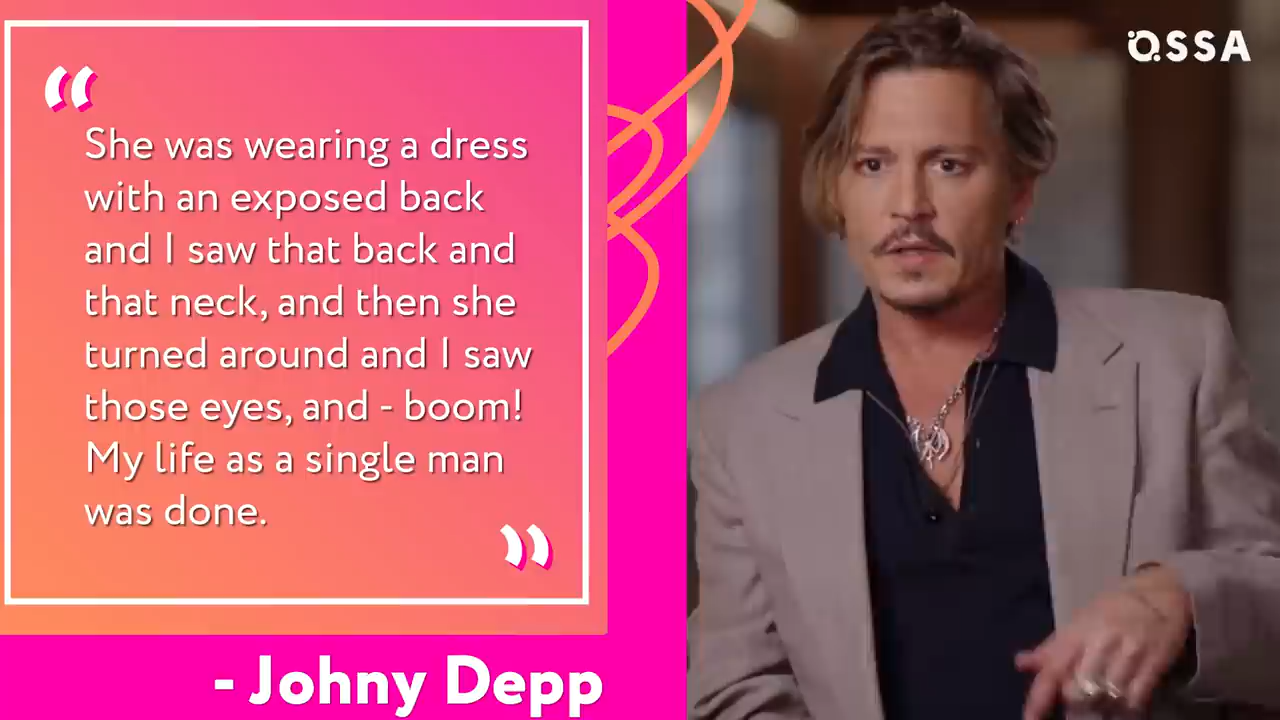 “
She was wearing a dress
with an exposed back
and I saw that back and
that neck, and then she
turned around and I saw
those eyes, and - boom!
My life as a single man
was done.
”
- Johny Depp
OSSA